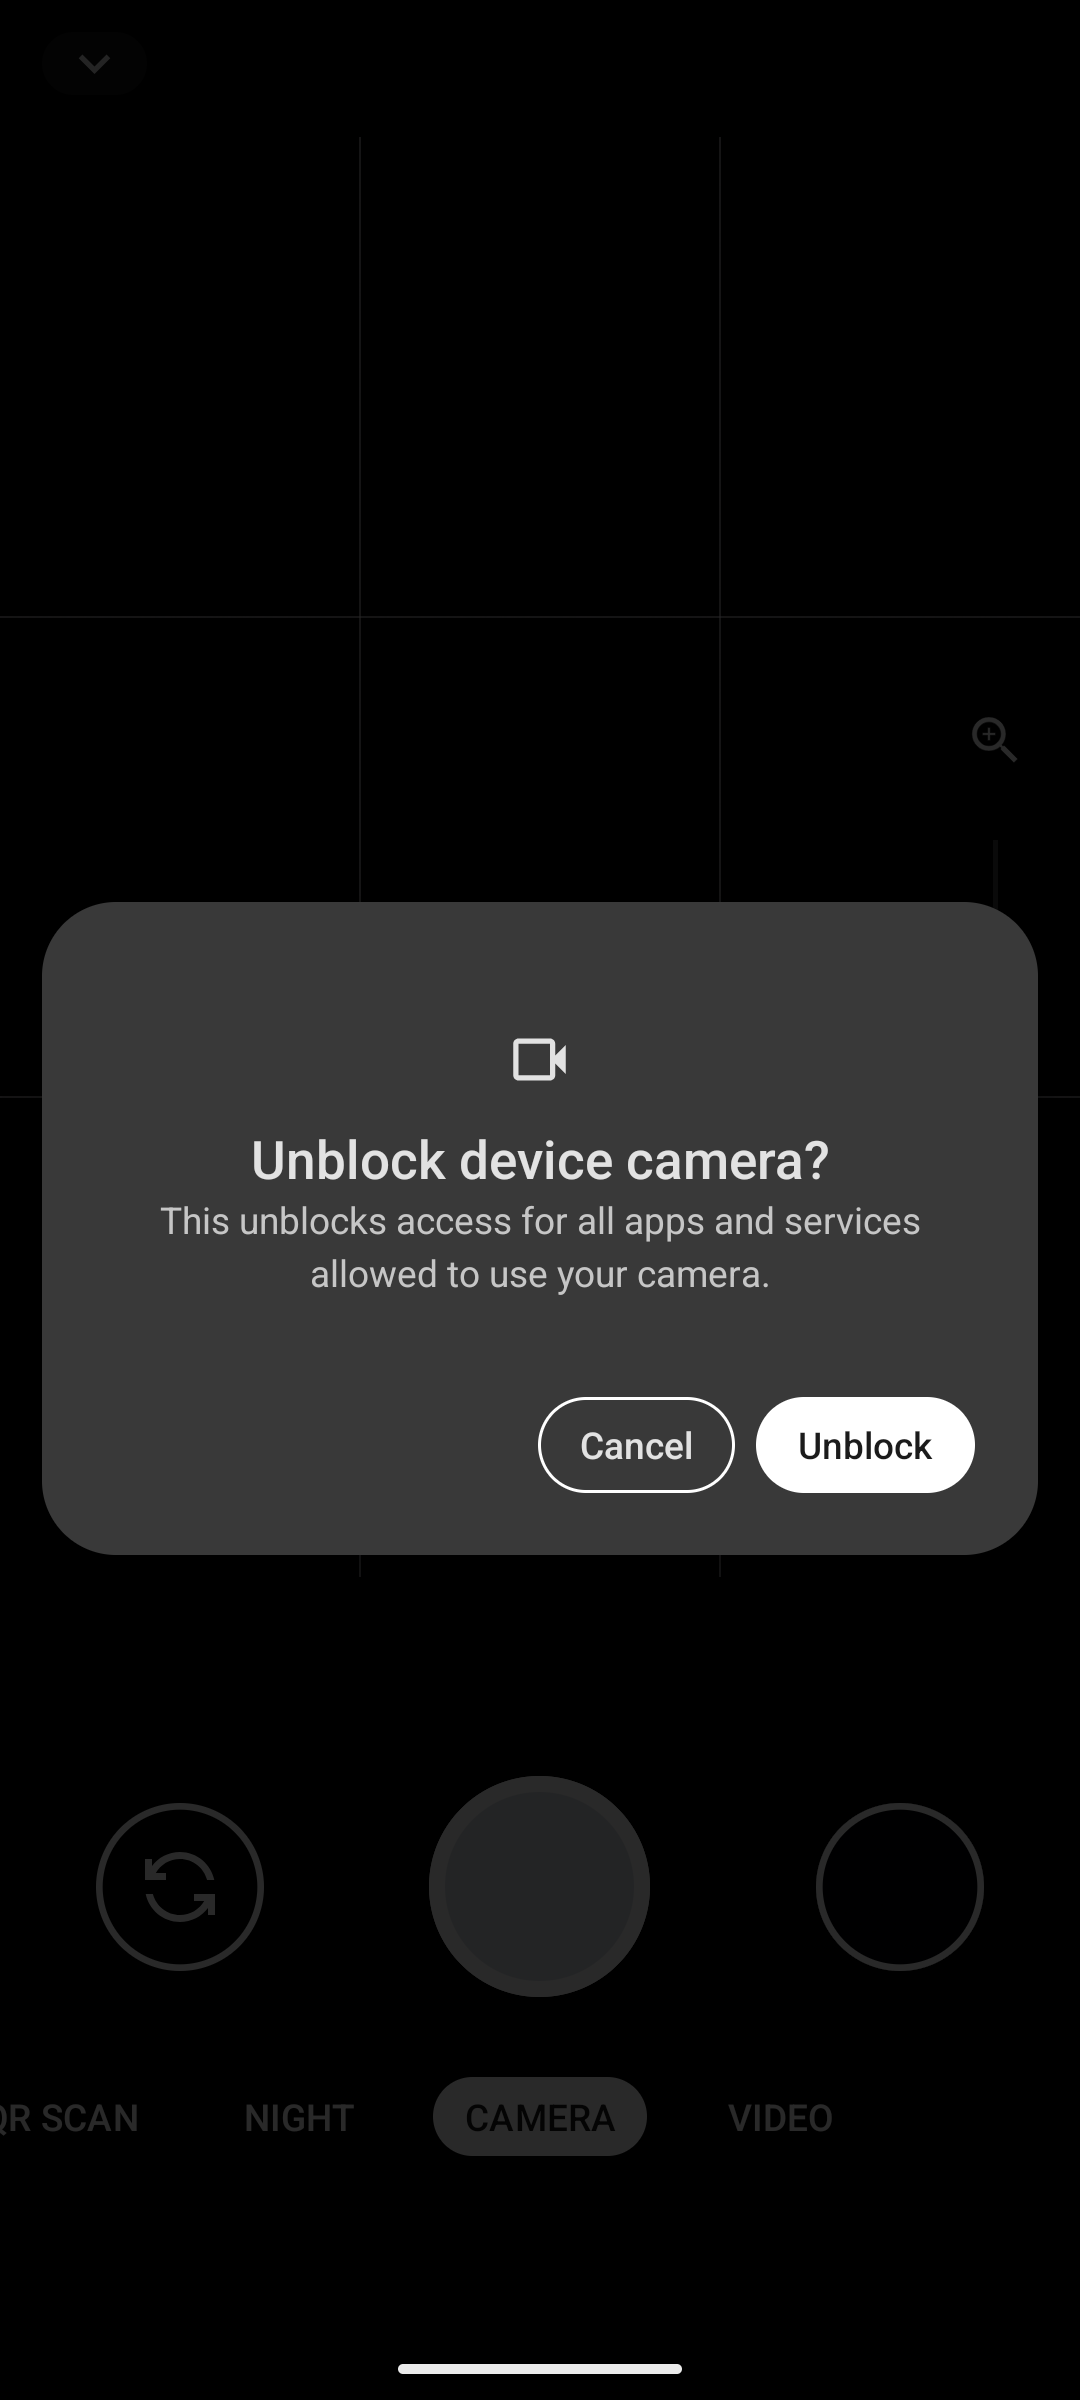 Unblock device camera?
This unblocks access for all apps and services
allowed to use your camera.
Cancel
Unblock
QR SCAN
NIGHT
CAMERA
VIDEO